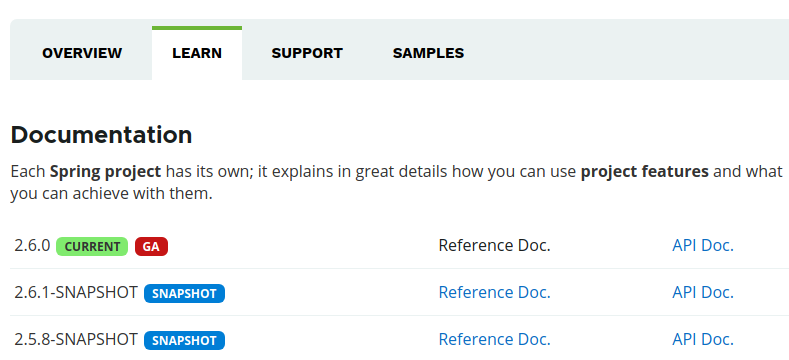 OVERVIEW LEARN SUPPORT SAMPLES
Documentation
Each Spring project has its own; it explains in great details how you can use project features and what
you can achieve with them.
2.6.0 CURRENT GA Reference Doc. API Doc.
2.6.1-SNAPSHOT SNAPSHOT Reference Doc. API Doc.
2.5.8-SNAPSHOT SNAPSHOT Reference Doc. API Doc.